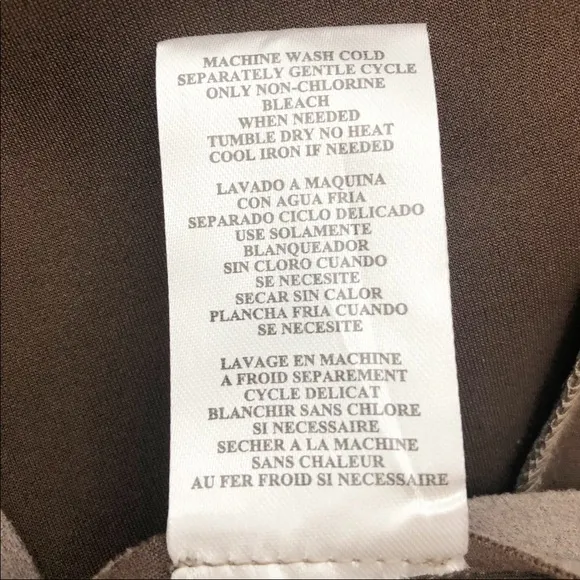 MACHINE WASH COLD
SEPARATELY GENTLE CYCLE
ONLY NON-CHLORINE
BLEACH
WHEN NEEDED
TUMBLE DRY NO HEAT
COOL IRON IF NEEDED
LAVADO A MAQUINA
CON AGUA FRIA
SEPARADO CICLO DELICADO
USE SOLAMENTE
BLANQUEADOR
SIN CLORO CUANDO
SE NECESITE
SECAR SIN CALOR
PLANCHA FRIA CUANDO
SE NECESITE
LAVAGE EN MACHINE
A FROID SEPAREMENT
CYCLE DELICAT
BLANCHIR SANS CHLORE
SI NECESSAIRE
SECHER A LA MACHINE
SANS CHALEUR
AU FER FROID SI NECESSAIRE